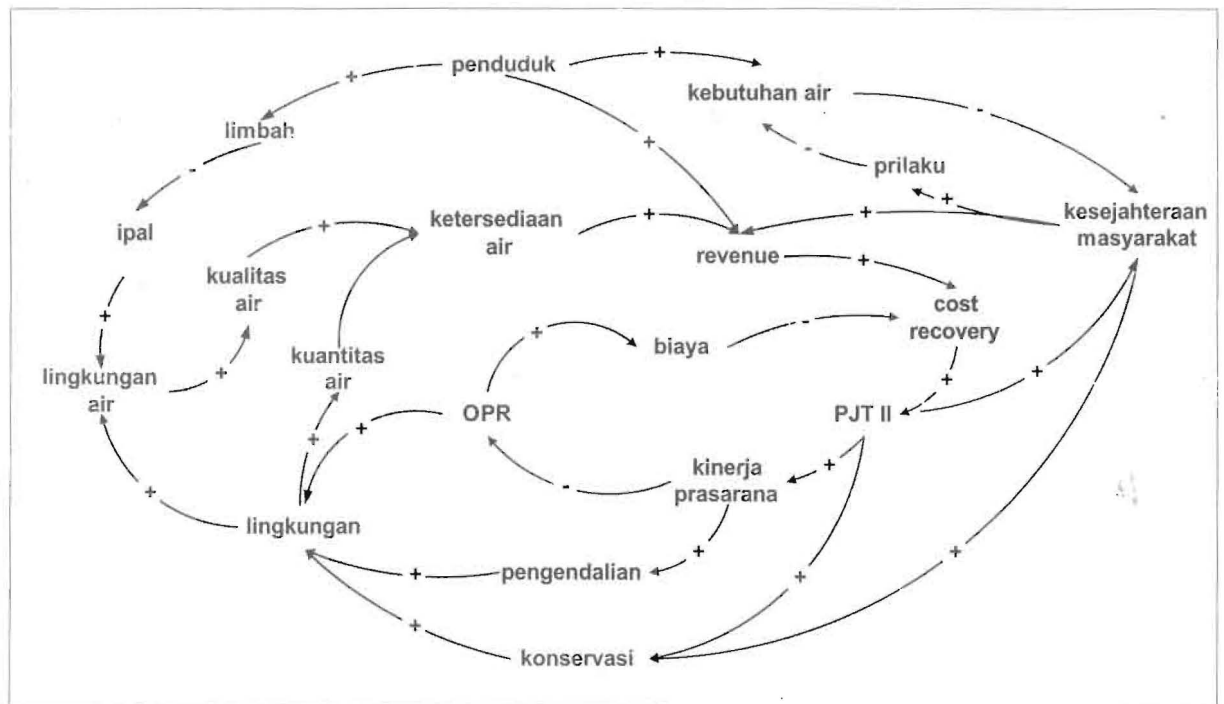 penduduk
+
+
kebutuhan air
-
limbah
-
+
-
prilaku
+
ipal
ketersediaan
air
+
+
kesejahteraan
masyarakat
+
revenue
+
kualitas
air
+
cost
recovery
+
-
biaya
+
kuantitas
air
lingkungan
air
+
+
+
OPR
PJT II
+
+
kinerja
prasarana
+
-
+
lingkungan
+
pengendalian
+
+
+
+
konservasi